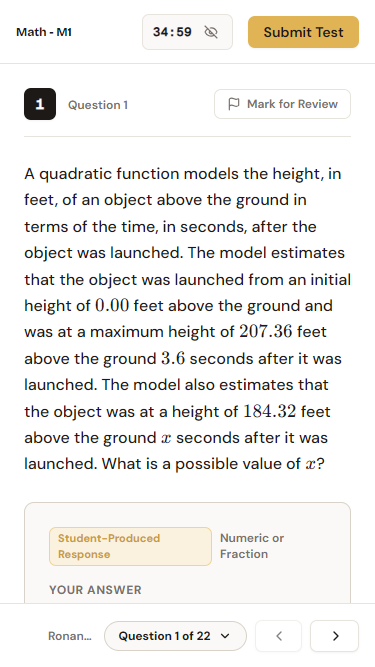 Math - M1
34:59
Submit Test
1
Question 1
Mark for Review
A quadratic function models the height, in
feet, of an object above the ground in
terms of the time, in seconds, after the
object was launched. The model estimates
that the object was launched from an initial
height of 0.00 feet above the ground and
was at a maximum height of 207.36 feet
above the ground 3.6 seconds after it was
launched. The model also estimates that
the object was at a height of 184.32 feet
above the ground x seconds after it was
launched. What is a possible value of x?
Student-Produced
Response
Numeric or
Fraction
YOUR ANSWER
Ronan...
Question 1 of 22